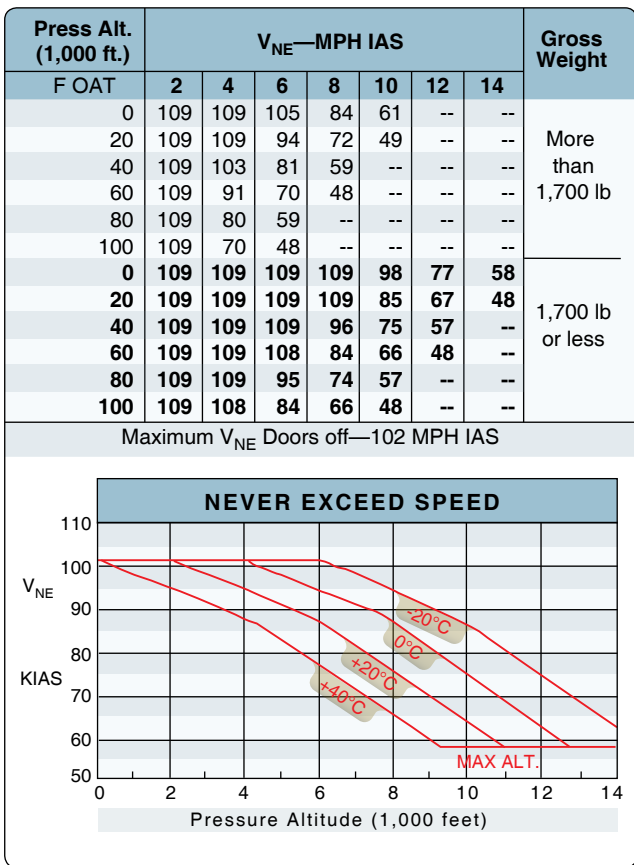 Press Alt. (1,000 ft.) VNE—MPH IAS Gross Weight
F OAT 2 4 6 8 10 12 14
0 109 109 105 84 61 -- --
20 109 109 94 72 49 -- --
40 109 103 81 59 -- -- --
60 109 91 70 48 -- -- --
80 109 80 59 -- -- -- --
100 109 70 48 -- -- -- --
More than 1,700 lb
0 109 109 109 109 98 77 58
20 109 109 109 109 85 67 48
40 109 109 109 96 75 57 --
60 109 109 108 84 66 48 --
80 109 109 95 74 57 -- --
100 109 108 84 66 48 -- --
1,700 lb or less
Maximum VNE Doors off—102 MPH IAS
NEVER EXCEED SPEED
110
100
90
80
70
60
50
VNE
KIAS
-20°C
0°C
+20°C
+40°C
MAX ALT.
0 2 4 6 8 10 12 14
Pressure Altitude (1,000 feet)